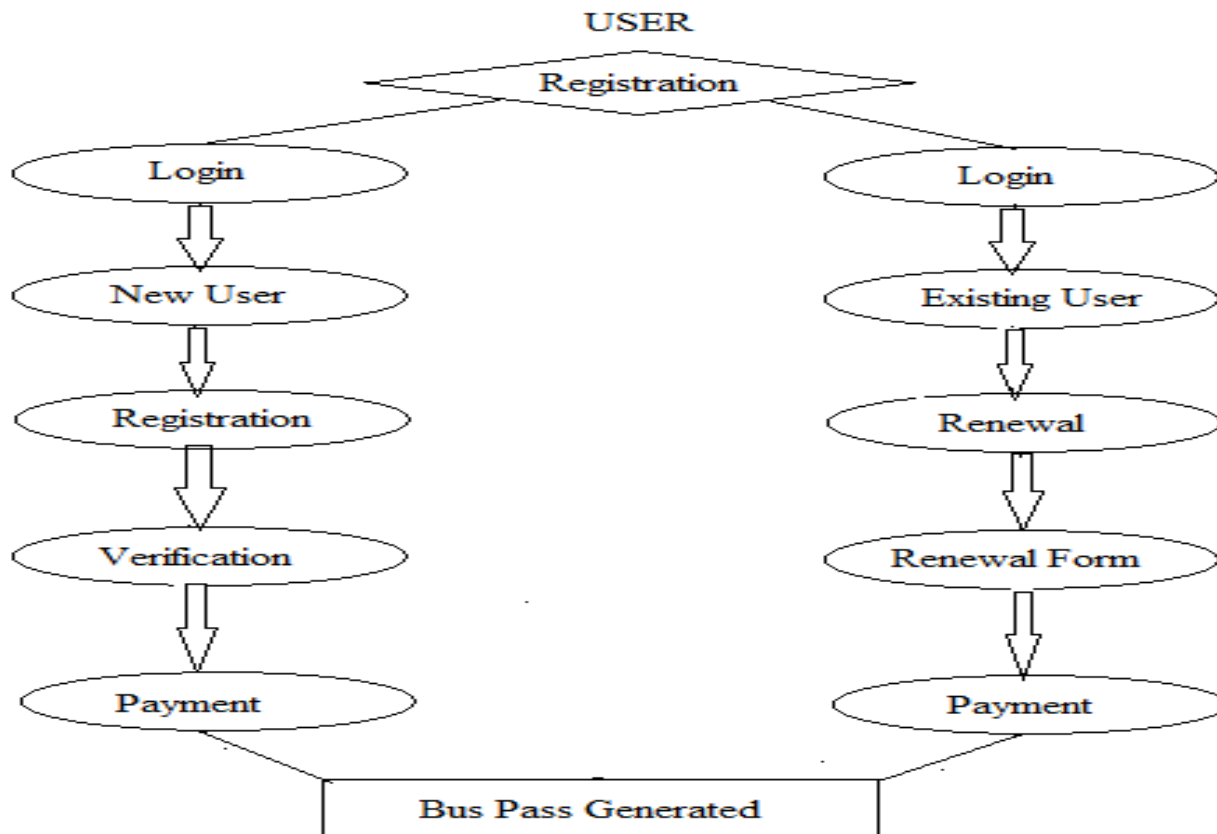 USER
Registration
Login
New User
Registration
Verification
Payment
Login
Existing User
Renewal
Renewal Form
Payment
Bus Pass Generated